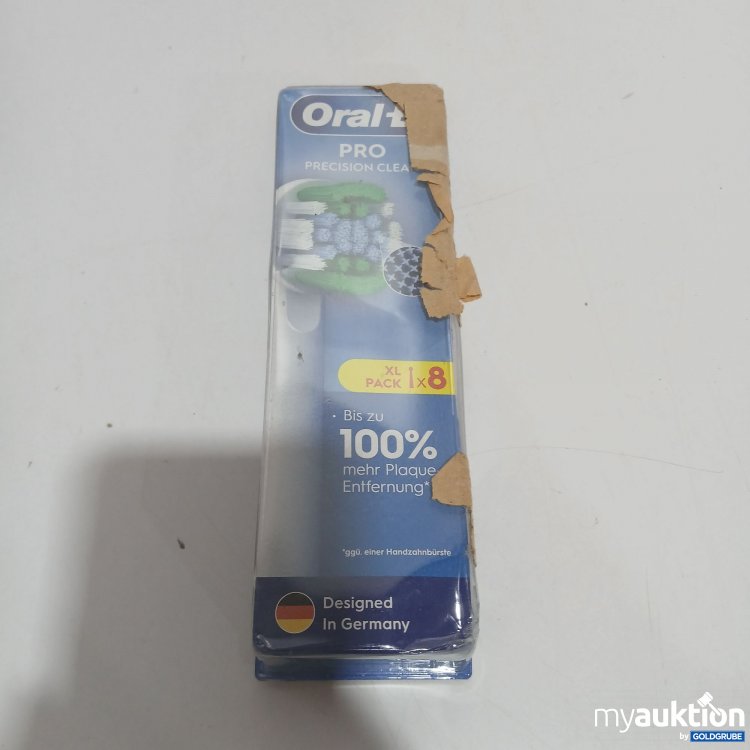 Oral-
PRO
PRECISION CLEA
XL
PACK x8
Bis zu
100%
mehr Plaque
Entfernung*
*ggü. einer Handzahnbürste
Designed
In Germany
myauktion
by GOLDGRUBE